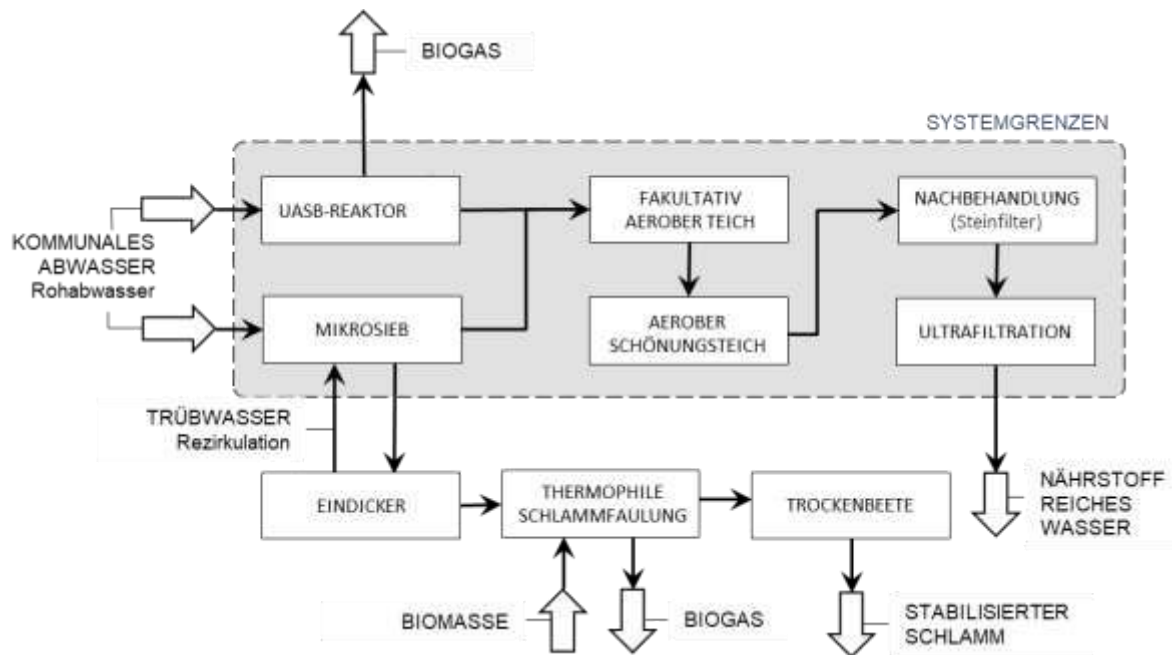 BIOGAS
SYSTEMGRENZEN
UASB-REAKTOR
FAKULTATIV
AEROBER TEICH
NACHBEHANDLUNG
(Steinfilter)
KOMMUNALES
ABWASSER
Rohabwasser
MIKROSIEB
AEROBER
SCHÖNUNGSTEICH
ULTRAFILTRATION
TRÜBWASSER
Rezirkulation
EINDICKER
THERMOPHILE
SCHLAMMFAULUNG
TROCKENBEETE
NÄHRSTOFF
REICHES
WASSER
BIOMASSE
BIOGAS
STABILISIERTER
SCHLAMM